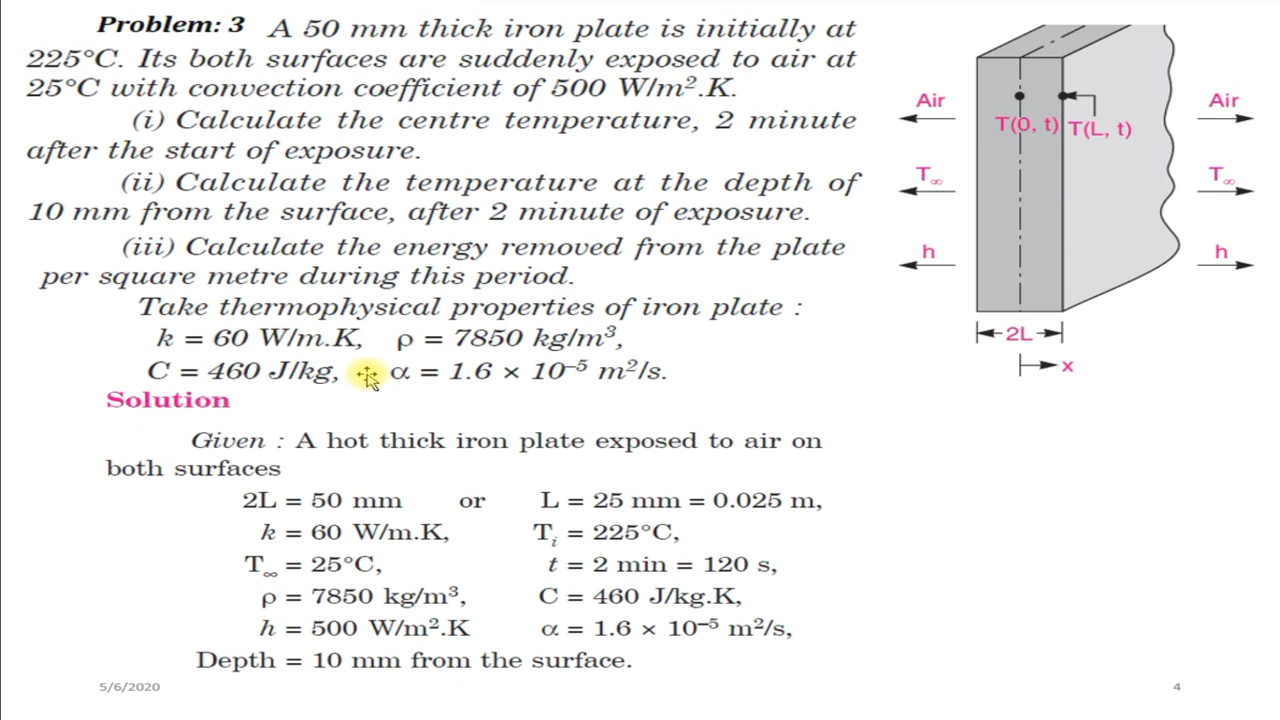 Problem: 3 A 50 mm thick iron plate is initially at
225°C. Its both surfaces are suddenly exposed to air at
25°C with convection coefficient of 500 W/m².K.
(i) Calculate the centre temperature, 2 minute
after the start of exposure.
(ii) Calculate the temperature at the depth of
10 mm from the surface, after 2 minute of exposure.
(iii) Calculate the energy removed from the plate
per square metre during this period.
Take thermophysical properties of iron plate :
k = 60 W/m.K, ρ = 7850 kg/m³,
C = 460 J/kg, α = 1.6 × 10⁻⁵ m²/s.
Solution
Given : A hot thick iron plate exposed to air on
both surfaces
2L = 50 mm or L = 25 mm = 0.025 m,
k = 60 W/m.K, Tᵢ = 225°C,
T∞ = 25°C, t = 2 min = 120 s,
ρ = 7850 kg/m³, C = 460 J/kg.K,
h = 500 W/m².K α = 1.6 × 10⁻⁵ m²/s,
Depth = 10 mm from the surface.
Air Air
T(0, t) T(L, t)
T∞ T∞
h h
2L
x
5/6/2020 4